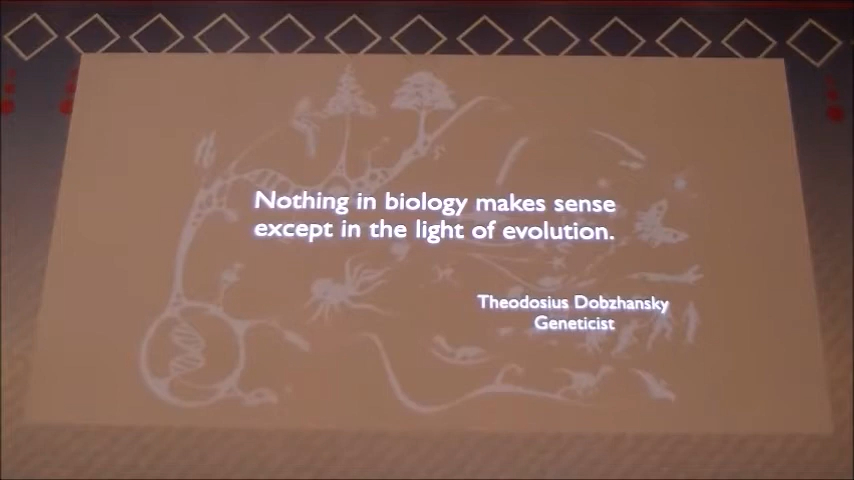 Nothing in biology makes sense
except in the light of evolution.
Theodosius Dobzhansky
Geneticist